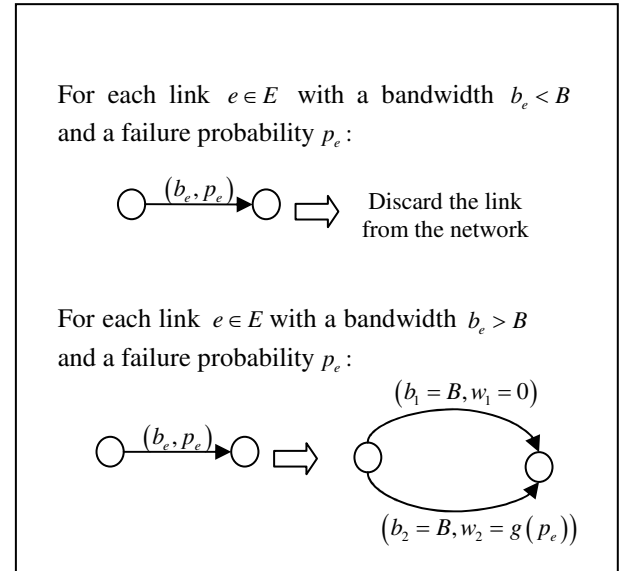 For each link e ∈ E with a bandwidth b_e < B
and a failure probability p_e :
(b_e, p_e)
Discard the link
from the network
For each link e ∈ E with a bandwidth b_e > B
and a failure probability p_e :
(b_1 = B, w_1 = 0)
(b_e, p_e)
(b_2 = B, w_2 = g(p_e))